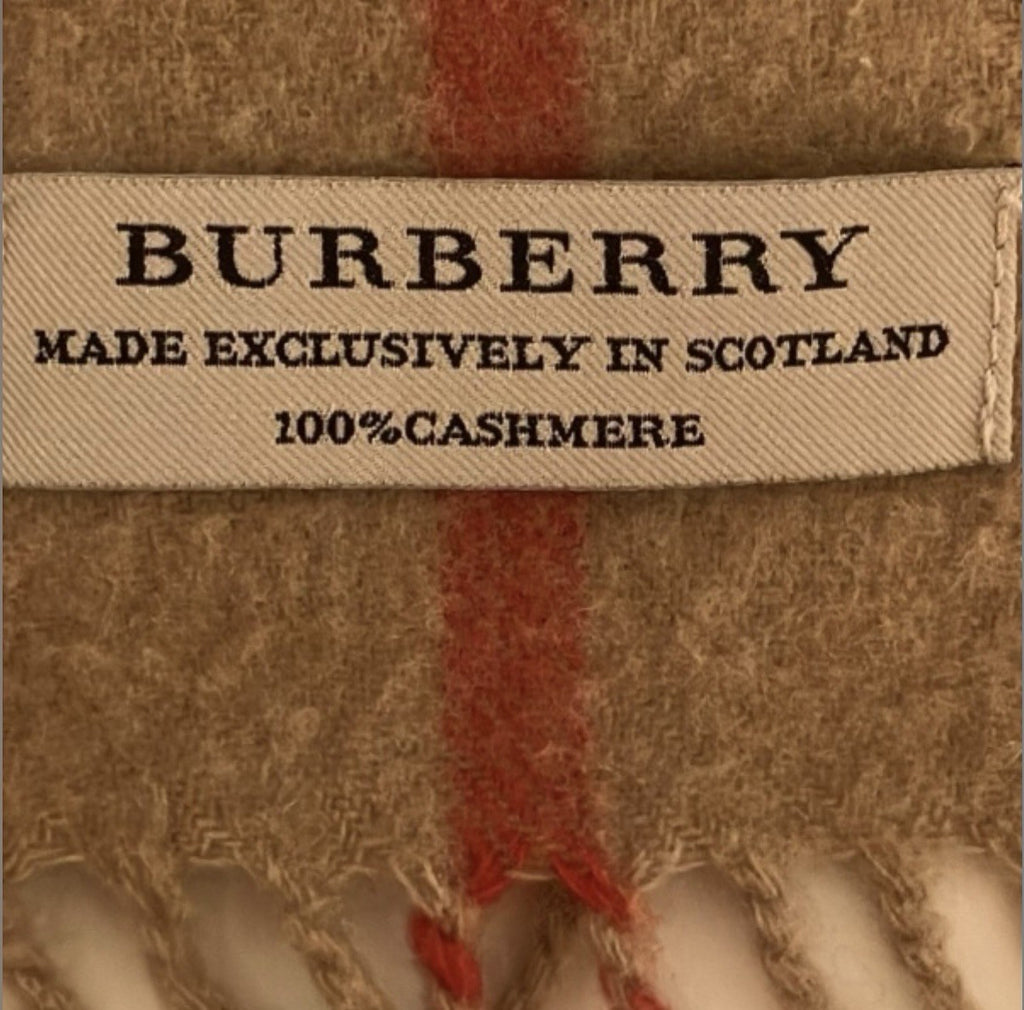 BURBERRY
MADE EXCLUSIVELY IN SCOTLAND
100%CASHMERE